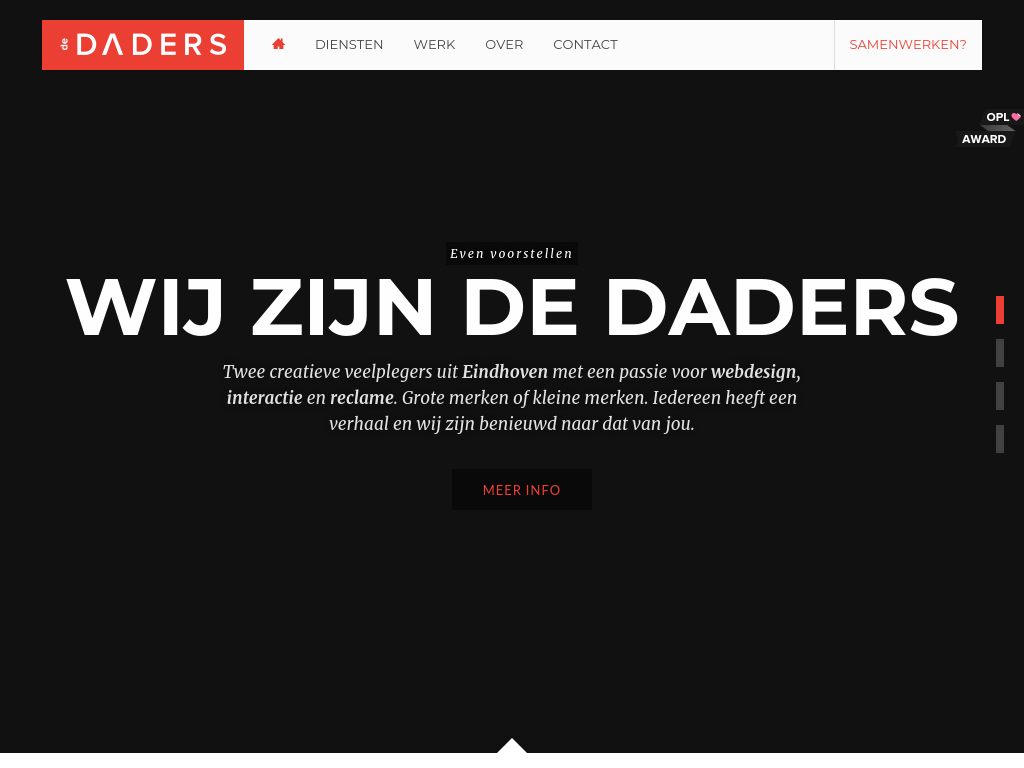 de DADERS
DIENSTEN WERK OVER CONTACT SAMENWERKEN?
OPL
AWARD
Even voorstellen
WIJ ZIJN DE DADERS
Twee creatieve veelplegers uit Eindhoven met een passie voor webdesign,
interactie en reclame. Grote merken of kleine merken. Iedereen heeft een
verhaal en wij zijn benieuwd naar dat van jou.
MEER INFO